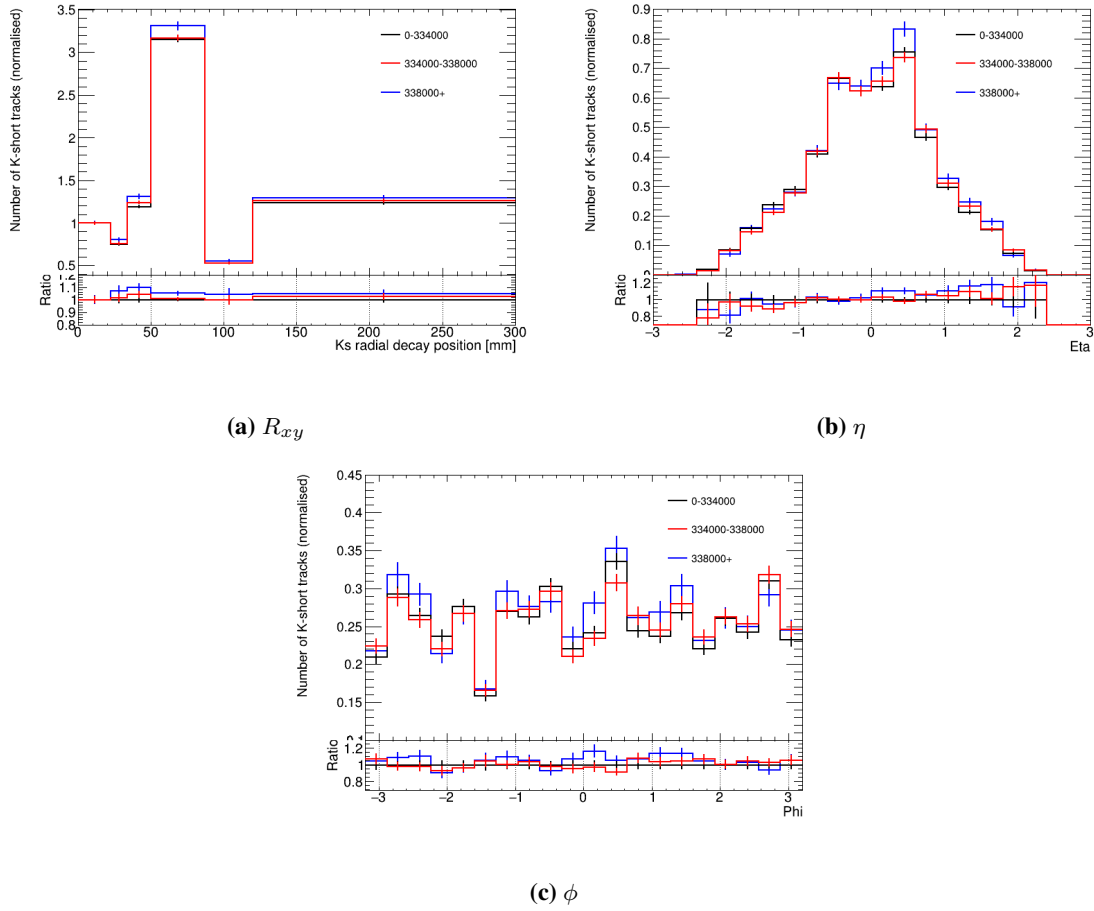 Number of K-short tracks (normalised)
3.5
3
2.5
2
1.5
1
0.5
0-334000
334000-338000
338000+
Ratio
1.2
1.1
1
0.9
0.8
0 50 100 150 200 250 300
Ks radial decay position [mm]
(a) Rxy
Number of K-short tracks (normalised)
0.9
0.8
0.7
0.6
0.5
0.4
0.3
0.2
0.1
0
0-334000
334000-338000
338000+
Ratio
1.2
1
0.8
−3 −2 −1 0 1 2 3
Eta
(b) η
Number of K-short tracks (normalised)
0.45
0.4
0.35
0.3
0.25
0.2
0.15
0-334000
334000-338000
338000+
Ratio
1.2
1
0.8
−3 −2 −1 0 1 2 3
Phi
(c) ϕ